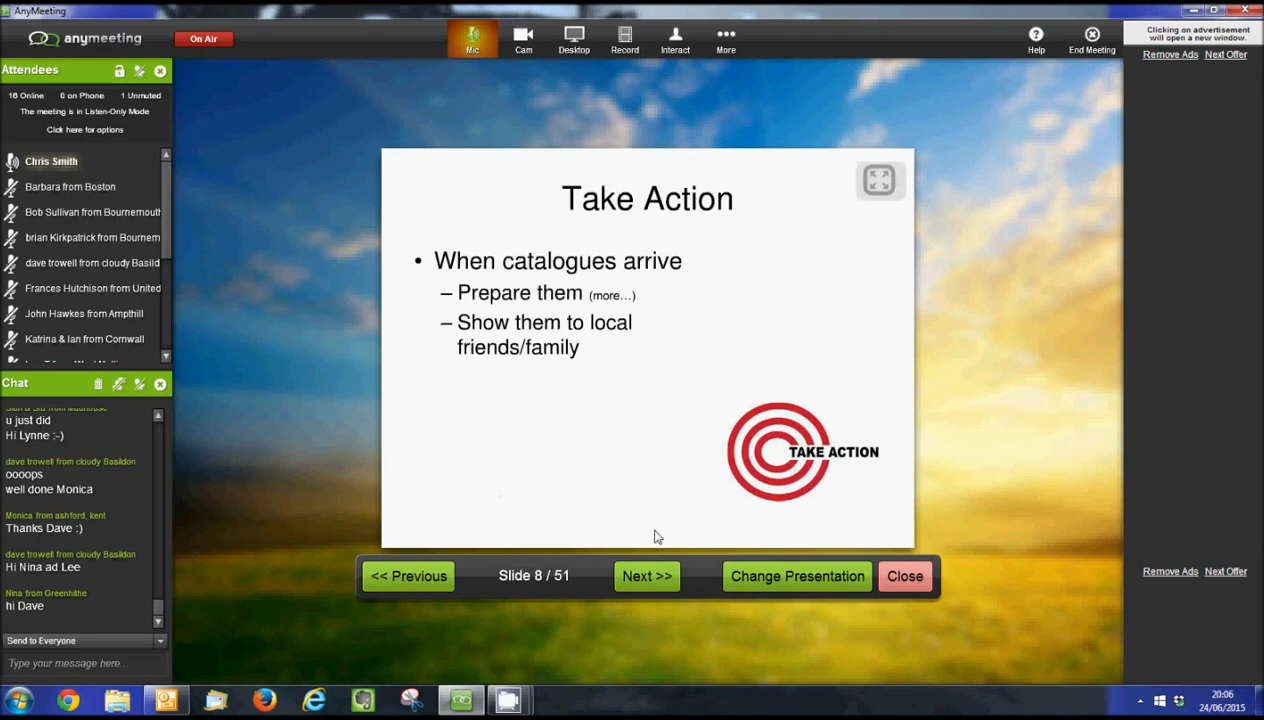 AnyMeeting
anymeeting
On Air
Mic
Cam
Desktop
Record
Interact
More
Help
End Meeting
Clicking on advertisement
will open a new window.
Remove Ads Next Offer
Attendees
16 Online 0 on Phone 1 Unmuted
The meeting is in Listen-Only Mode
Click here for options
Chris Smith
Barbara from Boston
Bob Sullivan from Bournemouth
brian Kirkpatrick from Bournem
dave trowell from cloudy Basild
Frances Hutchison from United
John Hawkes from Ampthill
Katrina & Ian from Cornwall
Chat
u just did
Hi Lynne :-)
dave trowell from cloudy Basildon
oooops
well done Monica
Monica from ashford, kent
Thanks Dave :)
dave trowell from cloudy Basildon
Hi Nina ad Lee
Nina from Greenhithe
hi Dave
Send to Everyone
Type your message here...
Take Action
• When catalogues arrive
– Prepare them (more...)
– Show them to local
friends/family
TAKE ACTION
<< Previous
Slide 8 / 51
Next >>
Change Presentation
Close
Remove Ads Next Offer
20:06
24/06/2015